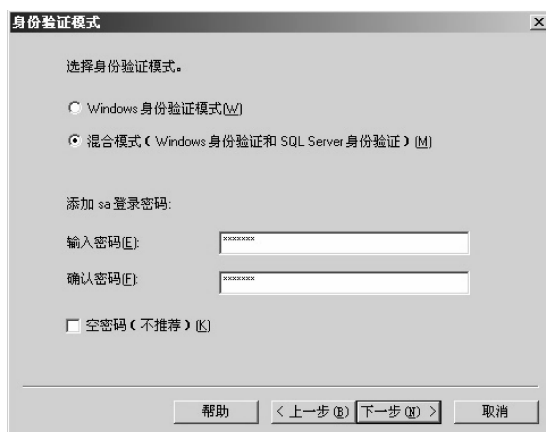 身份验证模式
选择身份验证模式。
Windows 身份验证模式(W)
混合模式（Windows 身份验证和 SQL Server 身份验证）(M)
添加 sa 登录密码:
输入密码(E):
xxxxxxx
确认密码(F):
xxxxxxx
空密码（不推荐）(K)
帮助 < 上一步(B) 下一步(N) > 取消